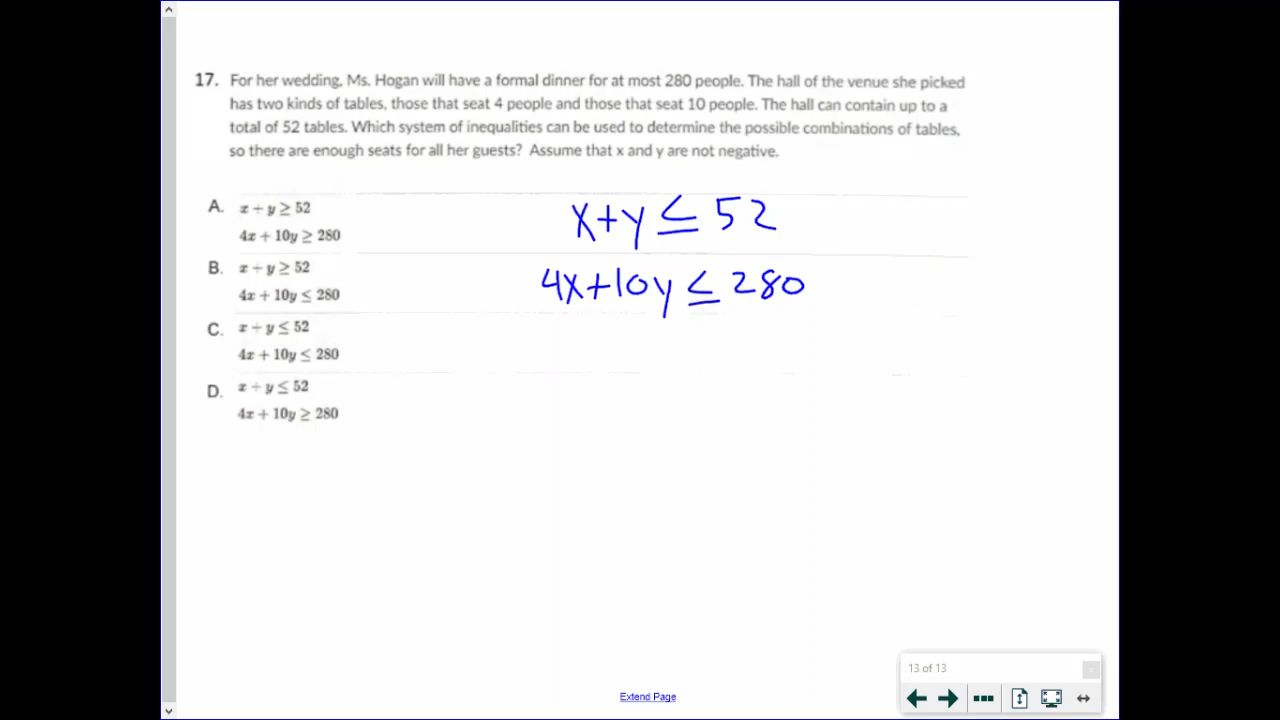 17. For her wedding, Ms. Hogan will have a formal dinner for at most 280 people. The hall of the venue she picked
has two kinds of tables, those that seat 4 people and those that seat 10 people. The hall can contain up to a
total of 52 tables. Which system of inequalities can be used to determine the possible combinations of tables,
so there are enough seats for all her guests? Assume that x and y are not negative.
A. x + y ≥ 52
4x + 10y ≥ 280
B. x + y ≥ 52
4x + 10y ≤ 280
C. x + y ≤ 52
4x + 10y ≤ 280
D. x + y ≤ 52
4x + 10y ≥ 280
x+y ≤ 52
4x+10y ≤ 280
13 of 13
Extend Page